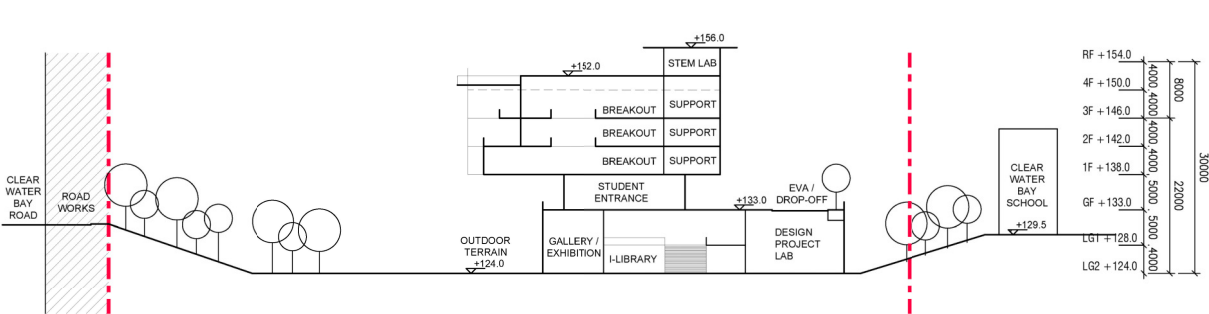 +156.0
STEM LAB
+152.0
SUPPORT
BREAKOUT
SUPPORT
BREAKOUT
SUPPORT
BREAKOUT
STUDENT
ENTRANCE
+133.0
EVA /
DROP-OFF
CLEAR
WATER
BAY
ROAD
ROAD
WORKS
OUTDOOR
TERRAIN
+124.0
GALLERY /
EXHIBITION
I-LIBRARY
DESIGN
PROJECT
LAB
CLEAR
WATER
BAY
SCHOOL
+129.5
RF +154.0
4F +150.0
3F +146.0
2F +142.0
1F +138.0
GF +133.0
LG1 +128.0
LG2 +124.0
4000
4000
4000
4000
5000
5000
4000
8000
22000
30000